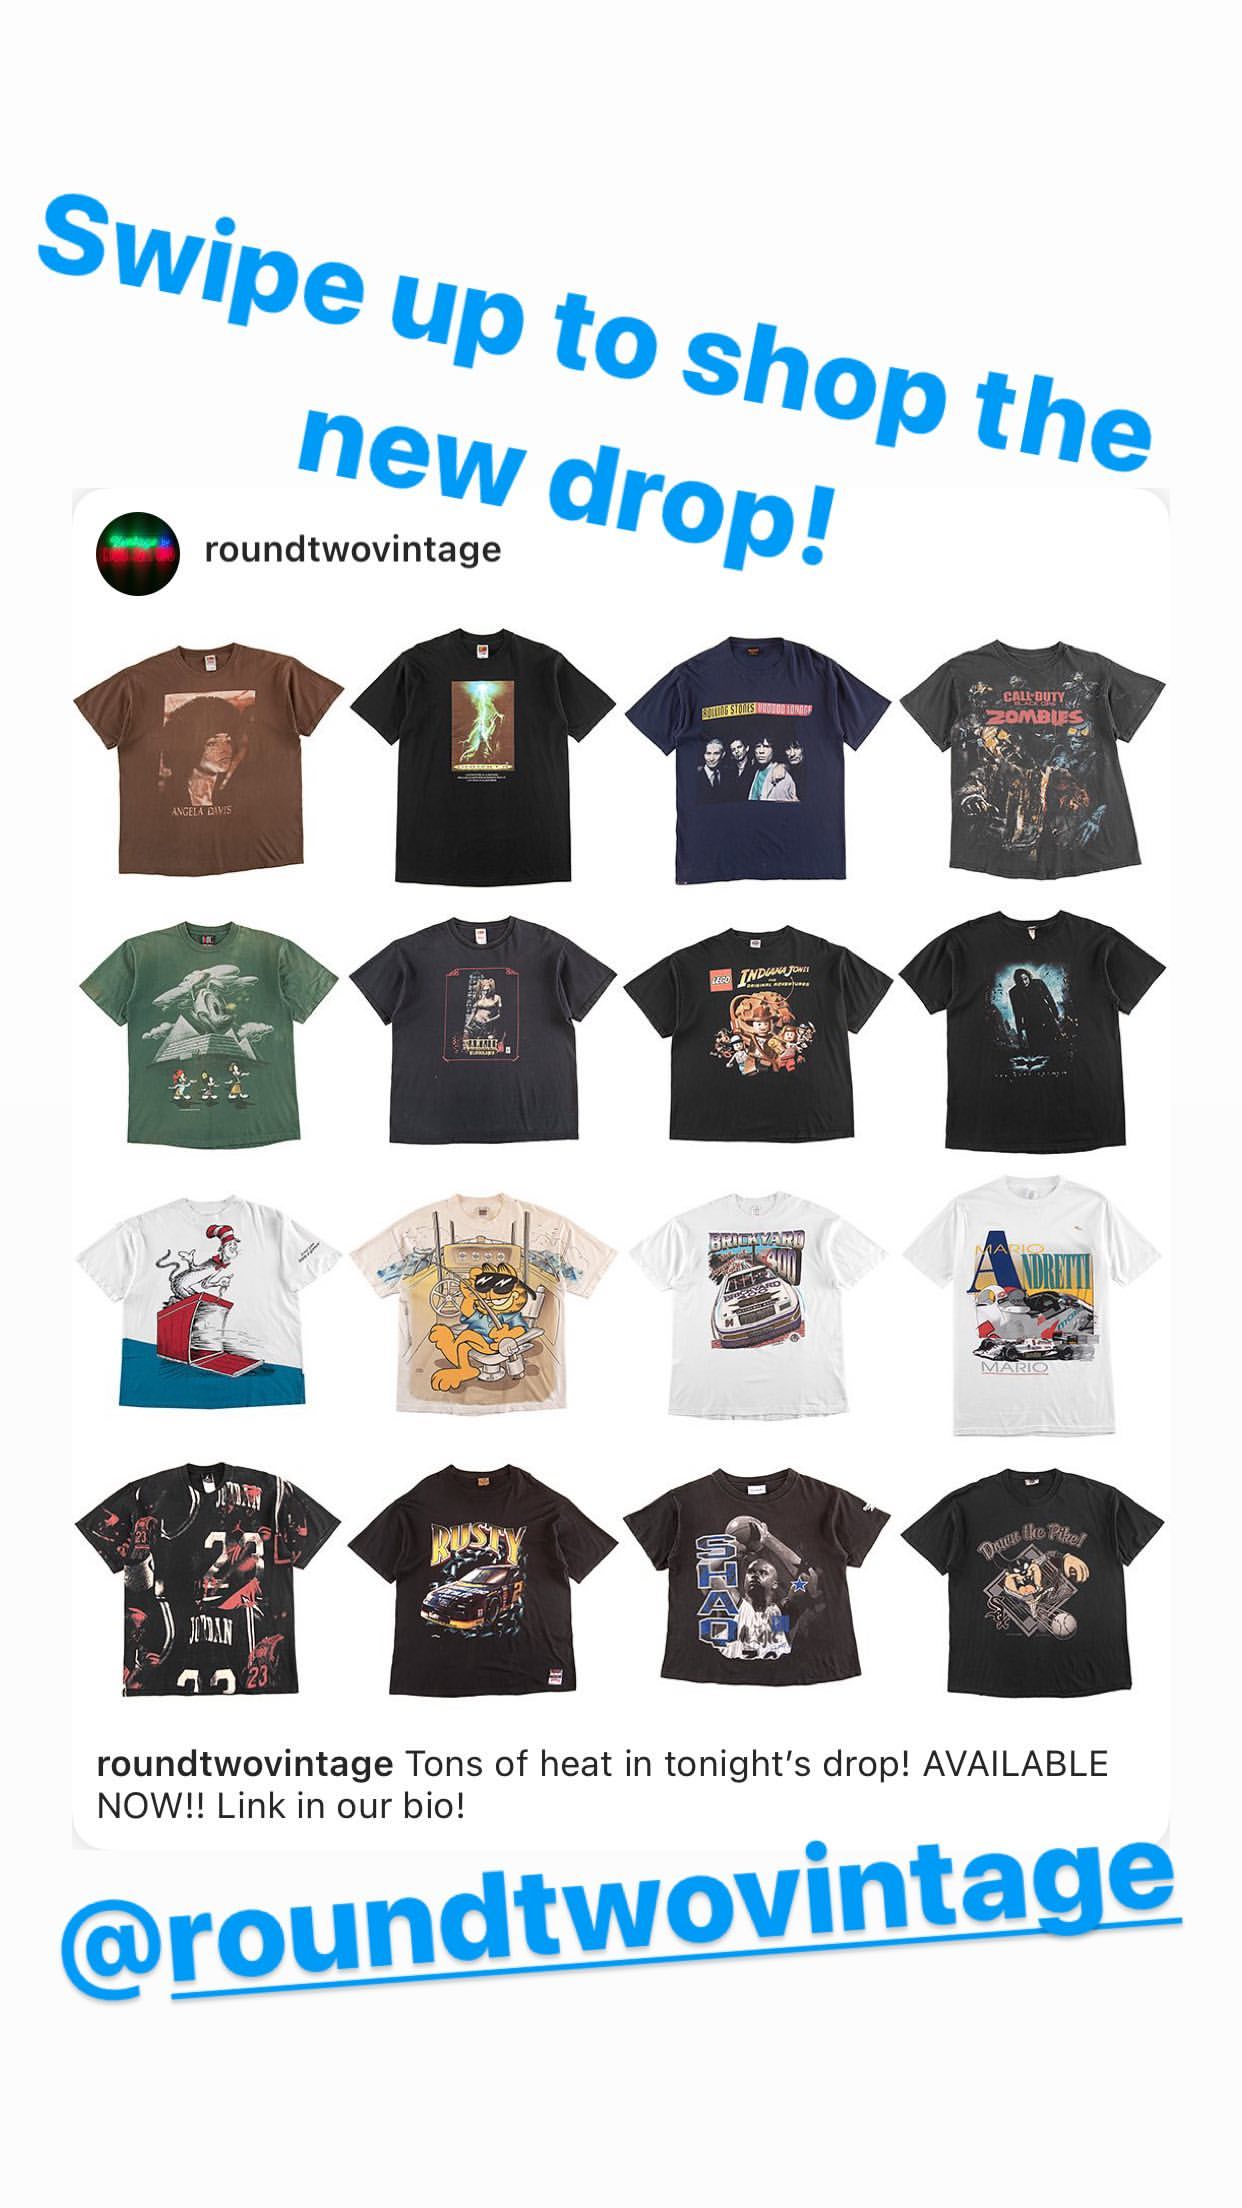 Swipe up to shop the
new drop!
roundtwovintage
ANGELA DAVIS
ROLLING STONES VOODOO LOUNGE
CALL OF DUTY
BLACK OPS
ZOMBIES
LEGO INDIANA JONES
THE
ORIGINAL ADVENTURES
BRICKYARD
400
MARIO
ANDRETTI
MARIO
JORDAN
23
23
JORDAN
23
RUSTY
SHAQ
Down the Pike!
roundtwovintage Tons of heat in tonight's drop! AVAILABLE
NOW!! Link in our bio!
@roundtwovintage